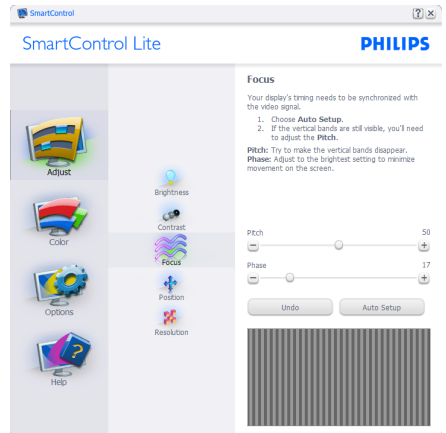 SmartControl
SmartControl Lite
PHILIPS
Adjust
Color
Options
Help
Brightness
Contrast
Focus
Position
Resolution
Focus
Your display's timing needs to be synchronized with
the video signal.
1. Choose Auto Setup.
2. If the vertical bands are still visible, you'll need
to adjust the Pitch.
Pitch: Try to make the vertical bands disappear.
Phase: Adjust to the brightest setting to minimize
movement on the screen.
Pitch 50
Phase 17
Undo Auto Setup